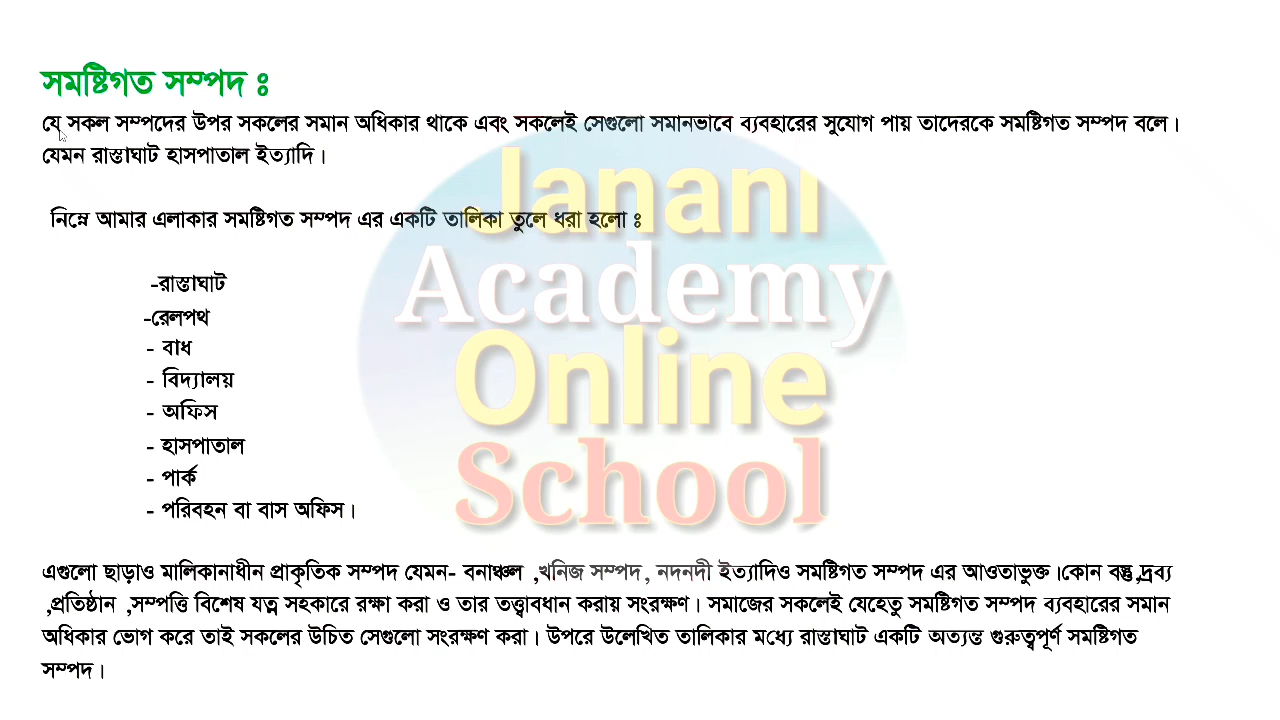 সমষ্টিগত সম্পদ ঃ
যে সকল সম্পদের উপর সকলের সমান অধিকার থাকে এবং সকলেই সেগুলো সমানভাবে ব্যবহারের সুযোগ পায় তাদেরকে সমষ্টিগত সম্পদ বলে।
যেমন রাস্তাঘাট হাসপাতাল ইত্যাদি।
নিম্নে আমার এলাকার সমষ্টিগত সম্পদ এর একটি তালিকা তুলে ধরা হলো ঃ
-রাস্তাঘাট
-রেলপথ
- বাধ
- বিদ্যালয়
- অফিস
- হাসপাতাল
- পার্ক
- পরিবহন বা বাস অফিস।
এগুলো ছাড়াও মালিকানাধীন প্রাকৃতিক সম্পদ যেমন- বনাঞ্চল ,খনিজ সম্পদ, নদনদী ইত্যাদিও সমষ্টিগত সম্পদ এর আওতাভুক্ত।কোন বস্তু,দ্রব্য
,প্রতিষ্ঠান ,সম্পত্তি বিশেষ যত্ন সহকারে রক্ষা করা ও তার তত্ত্বাবধান করায় সংরক্ষণ। সমাজের সকলেই যেহেতু সমষ্টিগত সম্পদ ব্যবহারের সমান
অধিকার ভোগ করে তাই সকলের উচিত সেগুলো সংরক্ষণ করা। উপরে উলেখিত তালিকার মধ্যে রাস্তাঘাট একটি অত্যন্ত গুরুত্বপূর্ণ সমষ্টিগত
সম্পদ।
Janani
Academy
Online
School